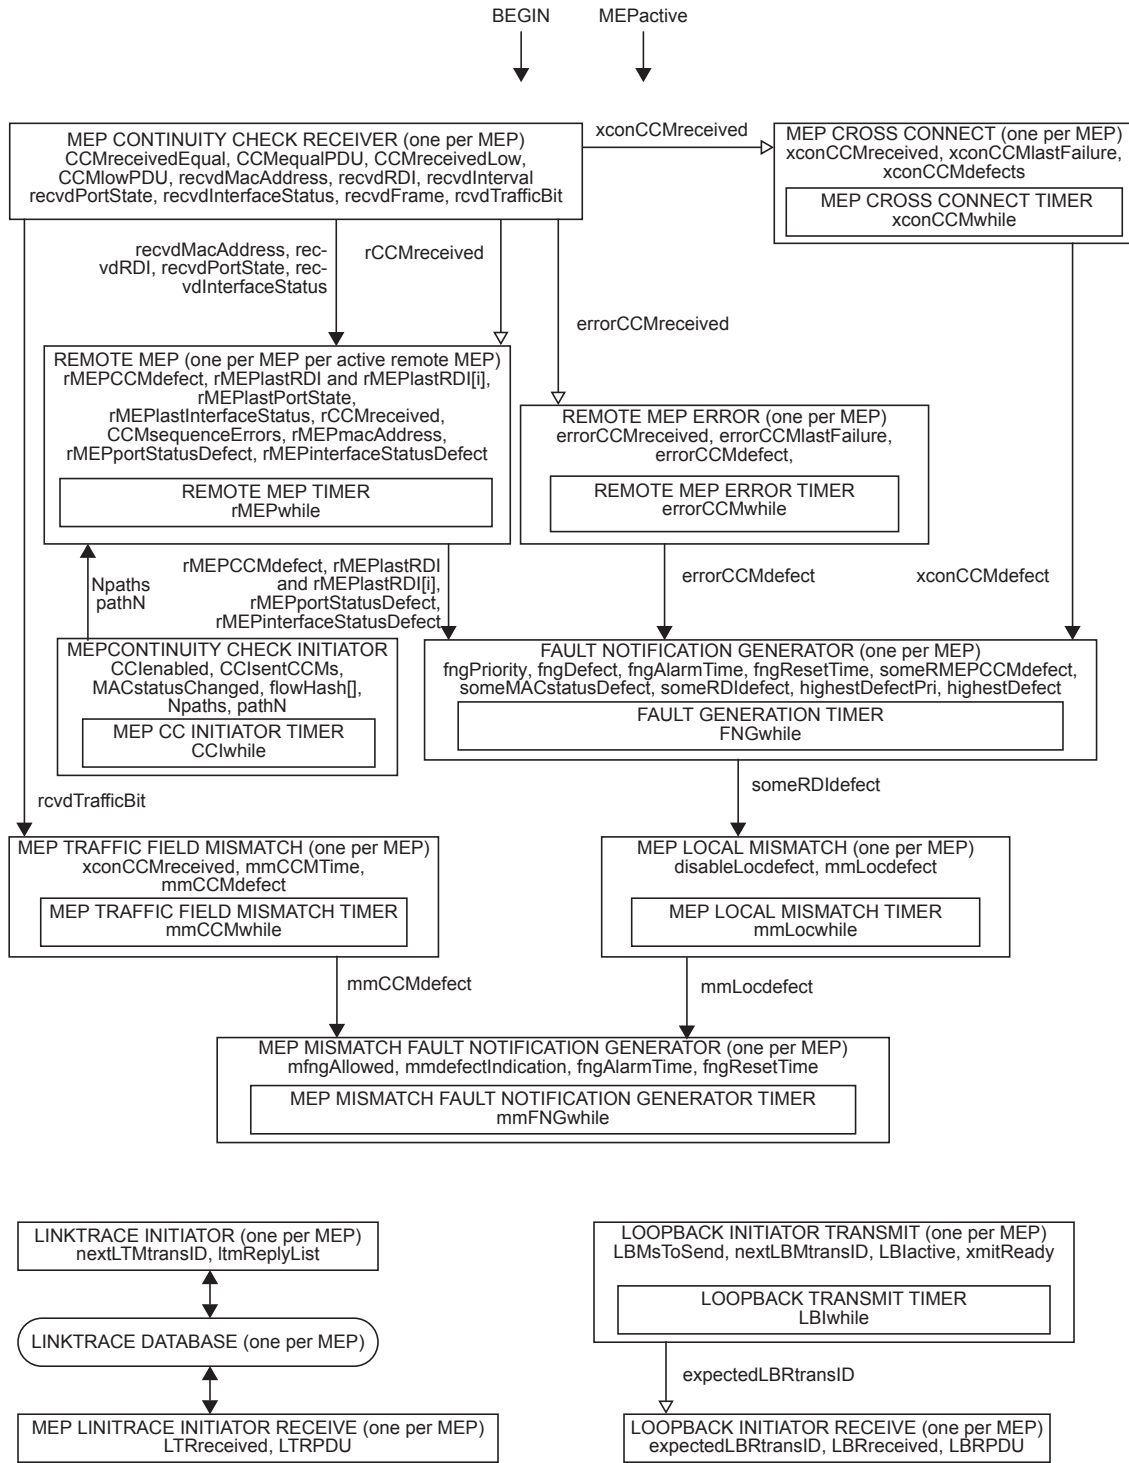 BEGIN
MEPactive
MEP CONTINUITY CHECK RECEIVER (one per MEP)
CCMreceivedEqual, CCMequalPDU, CCMreceivedLow,
CCMlowPDU, recvdMacAddress, recvdRDI, recvdInterval
recvdPortState, recvdInterfaceStatus, recvdFrame, rcvdTrafficBit
xconCCMreceived
MEP CROSS CONNECT (one per MEP)
xconCCMreceived, xconCCMlastFailure,
xconCCMdefects
MEP CROSS CONNECT TIMER
xconCCMwhile
recvdMacAddress, rec-
vdRDI, recvdPortState, rec-
vdInterfaceStatus
rCCMreceived
errorCCMreceived
REMOTE MEP (one per MEP per active remote MEP)
rMEPCCMdefect, rMEPlastRDI and rMEPlastRDI[i],
rMEPlastPortState,
rMEPlastInterfaceStatus, rCCMreceived,
CCMsequenceErrors, rMEPmacAddress,
rMEPportStatusDefect, rMEPinterfaceStatusDefect
REMOTE MEP TIMER
rMEPwhile
REMOTE MEP ERROR (one per MEP)
errorCCMreceived, errorCCMlastFailure,
errorCCMdefect,
REMOTE MEP ERROR TIMER
errorCCMwhile
Npaths
pathN
rMEPCCMdefect, rMEPlastRDI
and rMEPlastRDI[i],
rMEPportStatusDefect,
rMEPinterfaceStatusDefect
errorCCMdefect
xconCCMdefect
MEPCONTINUITY CHECK INITIATOR
CCIenabled, CCIsentCCMs,
MACstatusChanged, flowHash[],
Npaths, pathN
MEP CC INITIATOR TIMER
CCIwhile
FAULT NOTIFICATION GENERATOR (one per MEP)
fngPriority, fngDefect, fngAlarmTime, fngResetTime, someRMEPCCMdefect,
someMACstatusDefect, someRDIdefect, highestDefectPri, highestDefect
FAULT GENERATION TIMER
FNGwhile
rcvdTrafficBit
someRDIdefect
MEP TRAFFIC FIELD MISMATCH (one per MEP)
xconCCMreceived, mmCCMTime,
mmCCMdefect
MEP TRAFFIC FIELD MISMATCH TIMER
mmCCMwhile
MEP LOCAL MISMATCH (one per MEP)
disableLocdefect, mmLocdefect
MEP LOCAL MISMATCH TIMER
mmLocwhile
mmCCMdefect
mmLocdefect
MEP MISMATCH FAULT NOTIFICATION GENERATOR (one per MEP)
mfngAllowed, mmdefectIndication, fngAlarmTime, fngResetTime
MEP MISMATCH FAULT NOTIFICATION GENERATOR TIMER
mmFNGwhile
LINKTRACE INITIATOR (one per MEP)
nextLTMtransID, ltmReplyList
LINKTRACE DATABASE (one per MEP)
MEP LINITRACE INITIATOR RECEIVE (one per MEP)
LTRreceived, LTRPDU
LOOPBACK INITIATOR TRANSMIT (one per MEP)
LBMsToSend, nextLBMtransID, LBIactive, xmitReady
LOOPBACK TRANSMIT TIMER
LBIwhile
expectedLBRtransID
LOOPBACK INITIATOR RECEIVE (one per MEP)
expectedLBRtransID, LBRreceived, LBRPDU